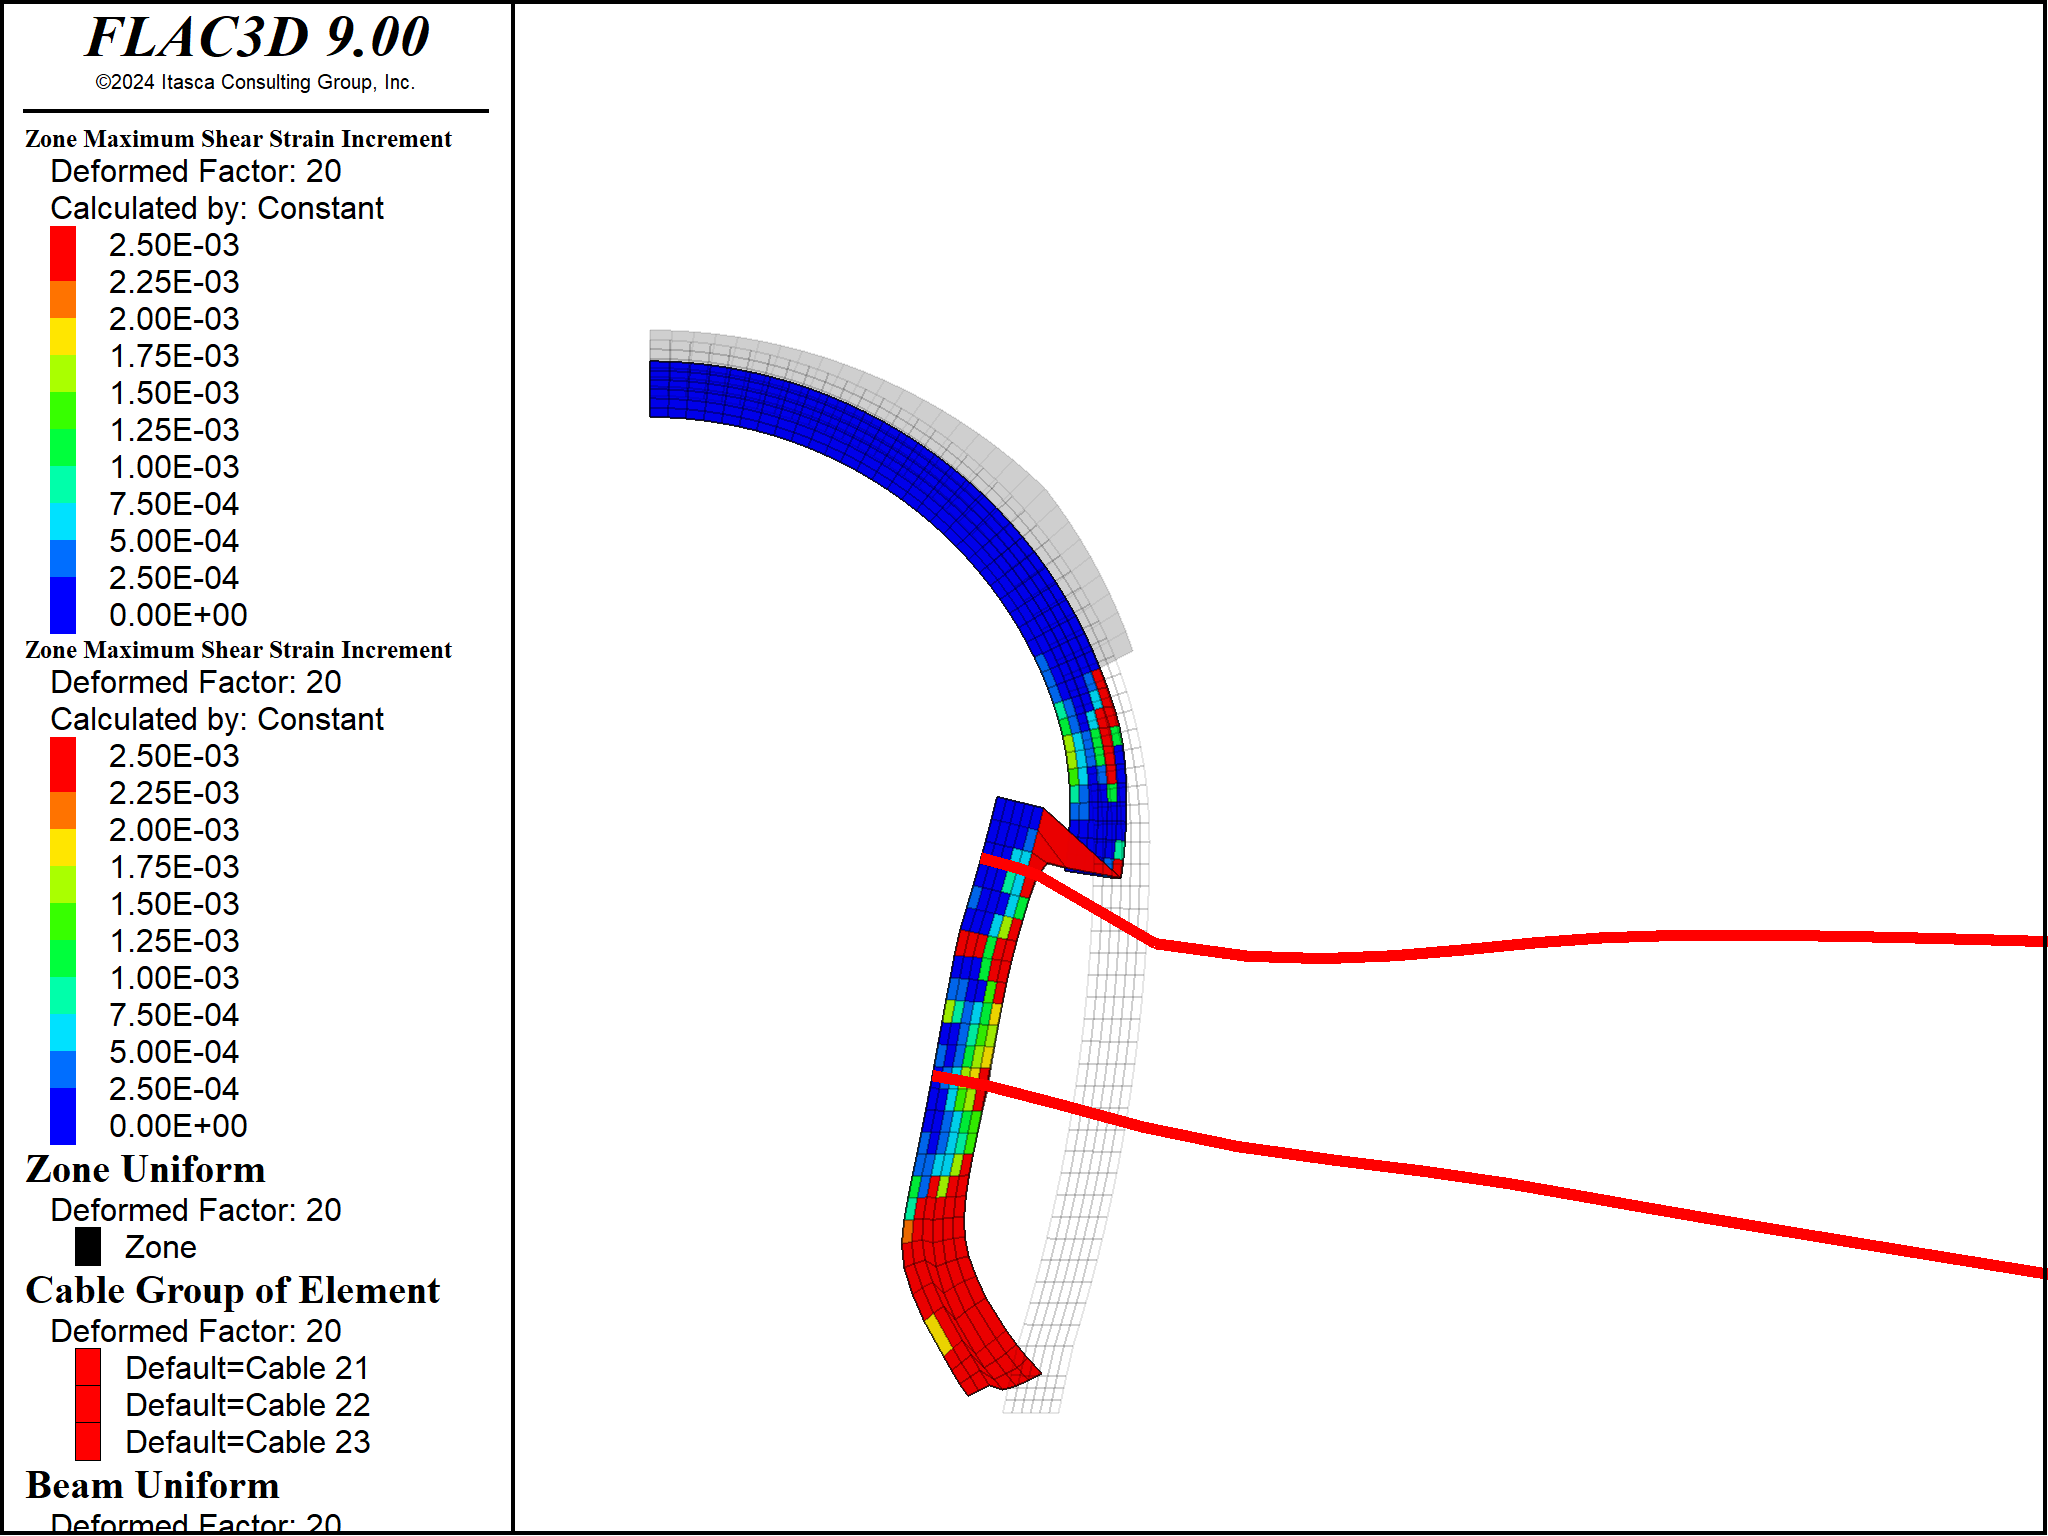 FLAC3D 9.00
©2024 Itasca Consulting Group, Inc.
Zone Maximum Shear Strain Increment
Deformed Factor: 20
Calculated by: Constant
2.50E-03
2.25E-03
2.00E-03
1.75E-03
1.50E-03
1.25E-03
1.00E-03
7.50E-04
5.00E-04
2.50E-04
0.00E+00
Zone Maximum Shear Strain Increment
Deformed Factor: 20
Calculated by: Constant
2.50E-03
2.25E-03
2.00E-03
1.75E-03
1.50E-03
1.25E-03
1.00E-03
7.50E-04
5.00E-04
2.50E-04
0.00E+00
Zone Uniform
Deformed Factor: 20
Zone
Cable Group of Element
Deformed Factor: 20
Default=Cable 21
Default=Cable 22
Default=Cable 23
Beam Uniform
Deformed Factor: 20